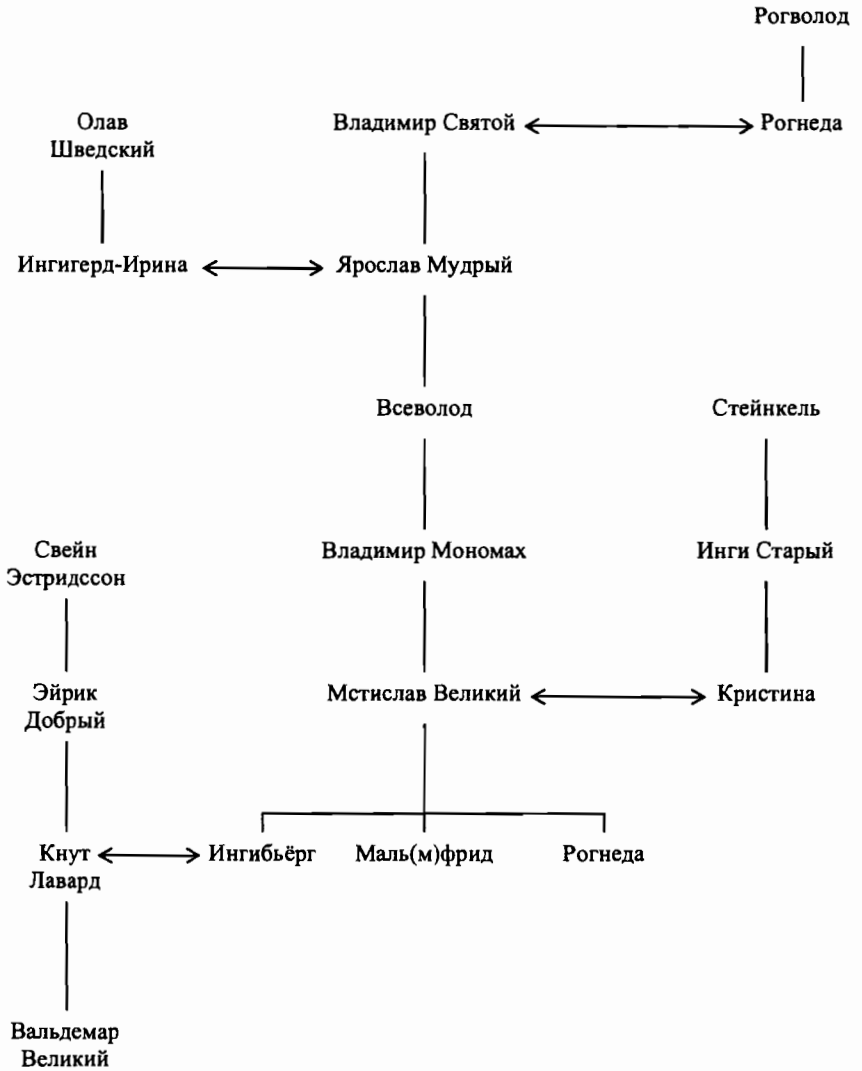 Рогволод
Олав
Шведский
Владимир Святой
Рогнеда
Ингигерд-Ирина
Ярослав Мудрый
Всеволод
Стейнкель
Свейн
Эстридссон
Владимир Мономах
Инги Старый
Эйрик
Добрый
Мстислав Великий
Кристина
Кнут
Лавард
Ингибьёрг
Маль(м)фрид
Рогнеда
Вальдемар
Великий